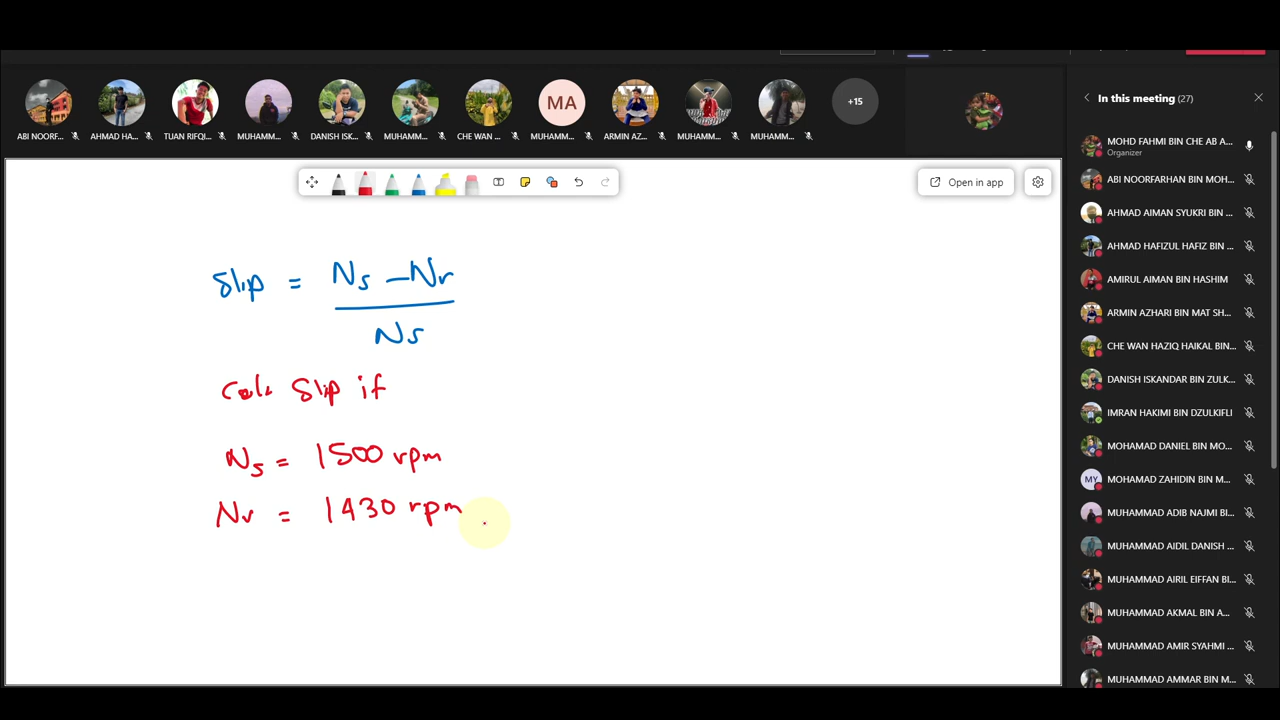 ABI NOORF...
AHMAD HA...
TUAN RIFQI...
MUHAMM...
DANISH ISK...
MUHAMM...
CHE WAN ...
MA
MUHAMM...
ARMIN AZ...
MUHAMM...
MUHAMM...
+15
Open in app
Slip = Ns - Nr
Ns
Calc Slip if
Ns = 1500 rpm
Nr = 1430 rpm
In this meeting (27)
MOHD FAHMI BIN CHE AB A...
Organizer
ABI NOORFARHAN BIN MOH...
AHMAD AIMAN SYUKRI BIN ...
AHMAD HAFIZUL HAFIZ BIN ...
AMIRUL AIMAN BIN HASHIM
ARMIN AZHARI BIN MAT SH...
CHE WAN HAZIQ HAIKAL BIN...
DANISH ISKANDAR BIN ZULK...
IMRAN HAKIMI BIN DZULKIFLI
MOHAMAD DANIEL BIN MO...
MY
MOHAMAD ZAHIDIN BIN M...
MUHAMMAD ADIB NAJMI BI...
MUHAMMAD AIDIL DANISH ...
MUHAMMAD AIRIL EIFFAN BI...
MUHAMMAD AKMAL BIN A...
MUHAMMAD AMIR SYAHMI ...
MUHAMMAD AMMAR BIN M...